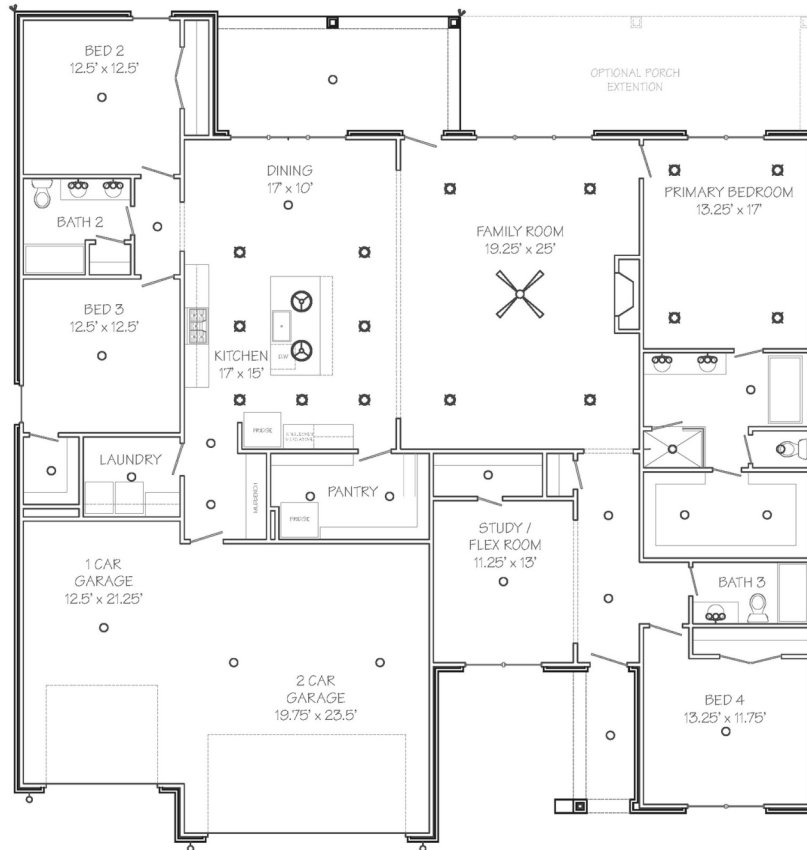 BED 2
12.5' x 12.5'
OPTIONAL PORCH
EXTENTION
DINING
17' x 10'
PRIMARY BEDROOM
13.25' x 17'
BATH 2
FAMILY ROOM
19.25' x 25'
BED 3
12.5' x 12.5'
KITCHEN
17' x 15'
D/W
FRIDGE
LAUNDRY
MUDBENCH
PANTRY
FRIDGE
STUDY /
FLEX ROOM
11.25' x 13'
1 CAR
GARAGE
12.5' x 21.25'
BATH 3
2 CAR
GARAGE
19.75' x 23.5'
BED 4
13.25' x 11.75'